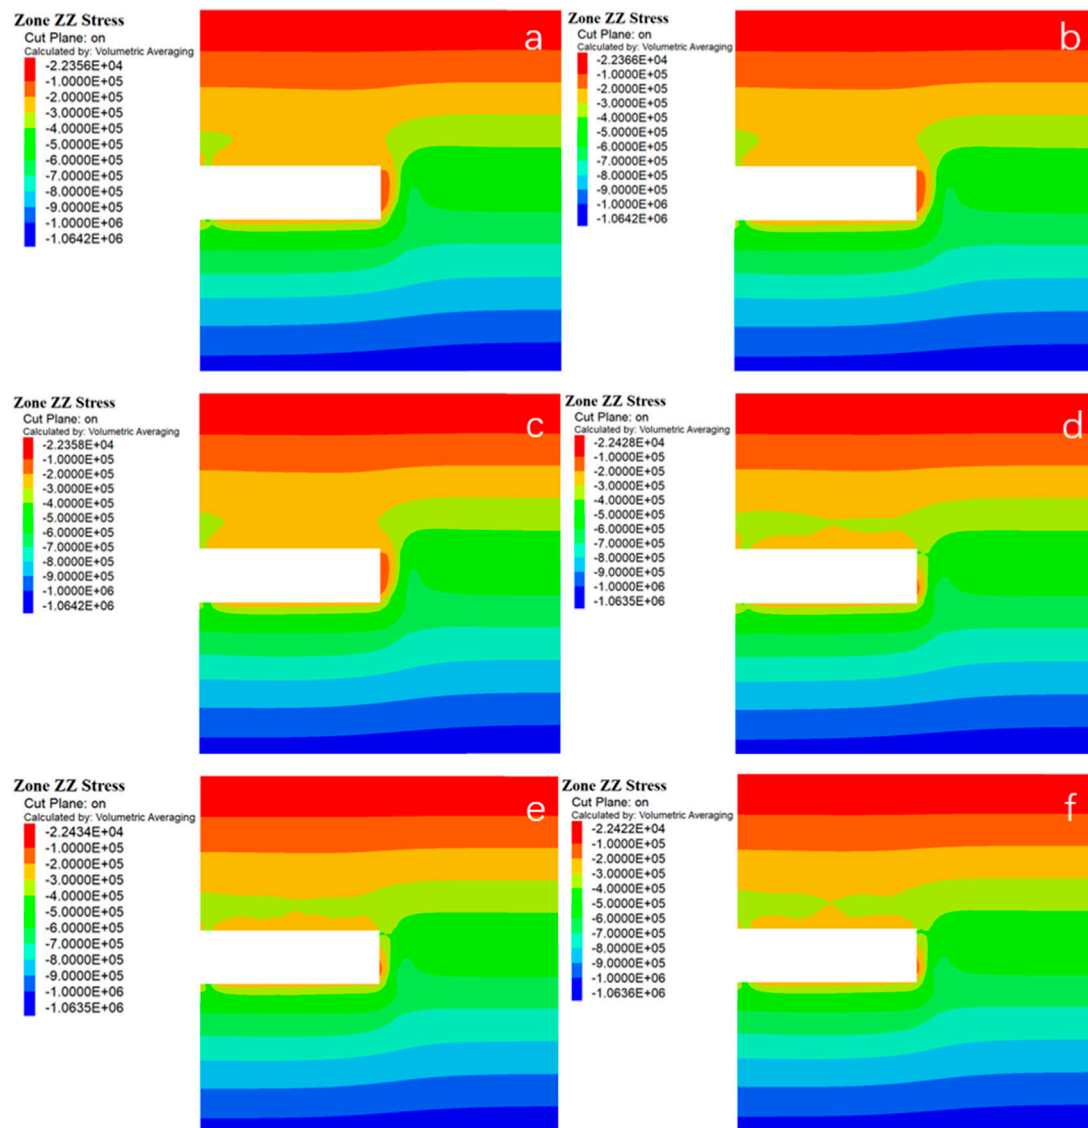 Zone ZZ Stress
Cut Plane: on
Calculated by: Volumetric Averaging
-2.2356E+04
-1.0000E+05
-2.0000E+05
-3.0000E+05
-4.0000E+05
-5.0000E+05
-6.0000E+05
-7.0000E+05
-8.0000E+05
-9.0000E+05
-1.0000E+06
-1.0642E+06
a
Zone ZZ Stress
Cut Plane: on
Calculated by: Volumetric Averaging
-2.2366E+04
-1.0000E+05
-2.0000E+05
-3.0000E+05
-4.0000E+05
-5.0000E+05
-6.0000E+05
-7.0000E+05
-8.0000E+05
-9.0000E+05
-1.0000E+06
-1.0642E+06
b
Zone ZZ Stress
Cut Plane: on
Calculated by: Volumetric Averaging
-2.2358E+04
-1.0000E+05
-2.0000E+05
-3.0000E+05
-4.0000E+05
-5.0000E+05
-6.0000E+05
-7.0000E+05
-8.0000E+05
-9.0000E+05
-1.0000E+06
-1.0642E+06
c
Zone ZZ Stress
Cut Plane: on
Calculated by: Volumetric Averaging
-2.2428E+04
-1.0000E+05
-2.0000E+05
-3.0000E+05
-4.0000E+05
-5.0000E+05
-6.0000E+05
-7.0000E+05
-8.0000E+05
-9.0000E+05
-1.0000E+06
-1.0635E+06
d
Zone ZZ Stress
Cut Plane: on
Calculated by: Volumetric Averaging
-2.2434E+04
-1.0000E+05
-2.0000E+05
-3.0000E+05
-4.0000E+05
-5.0000E+05
-6.0000E+05
-7.0000E+05
-8.0000E+05
-9.0000E+05
-1.0000E+06
-1.0635E+06
e
Zone ZZ Stress
Cut Plane: on
Calculated by: Volumetric Averaging
-2.2422E+04
-1.0000E+05
-2.0000E+05
-3.0000E+05
-4.0000E+05
-5.0000E+05
-6.0000E+05
-7.0000E+05
-8.0000E+05
-9.0000E+05
-1.0000E+06
-1.0636E+06
f